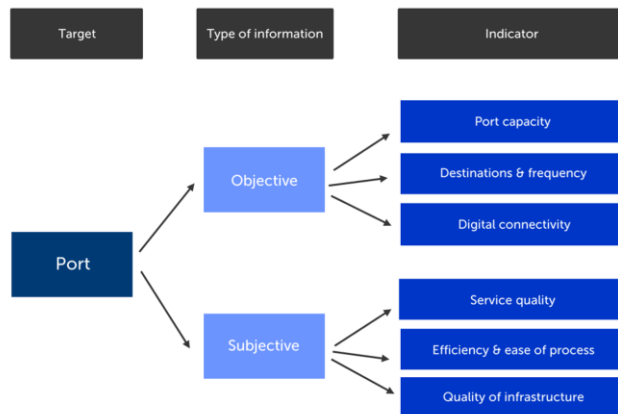 Target
Type of information
Indicator
Port
Objective
Subjective
Port capacity
Destinations & frequency
Digital connectivity
Service quality
Efficiency & ease of process
Quality of infrastructure